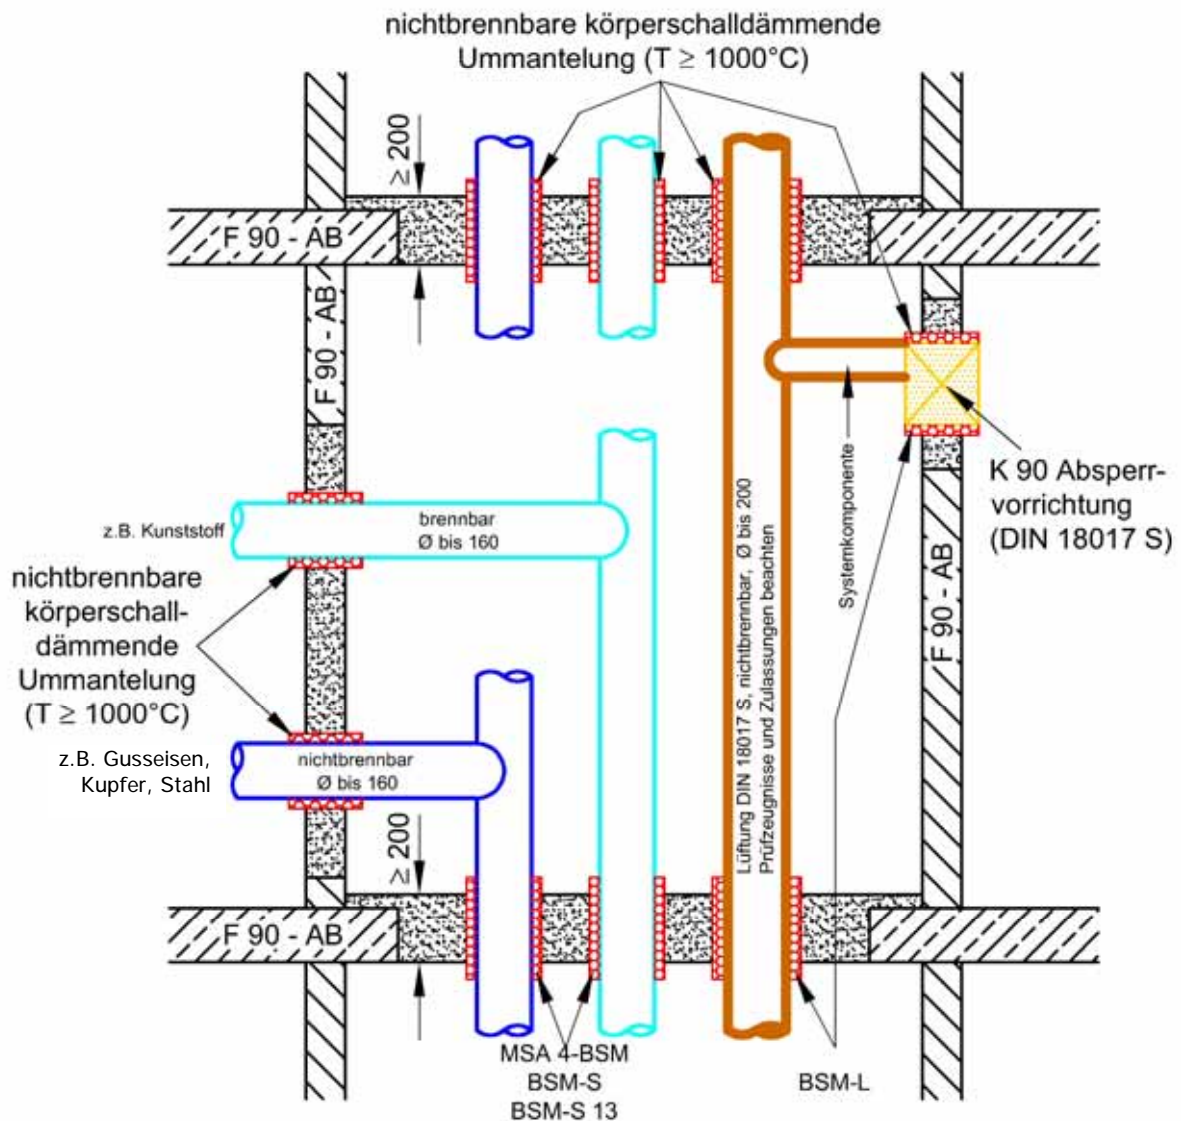 nichtbrennbare körperschalldämmende
Ummantelung (T ≥ 1000°C)
≥ 200
F 90 - AB
F 90 - AB
K 90 Absperr-
vorrichtung
(DIN 18017 S)
Systemkomponente
Lüftung DIN 18017 S, nichtbrennbar, Ø bis 200
Prüfzeugnisse und Zulassungen beachten
F 90 - AB
z.B. Kunststoff
brennbar
Ø bis 160
nichtbrennbare
körperschall-
dämmende
Ummantelung
(T ≥ 1000°C)
z.B. Gusseisen,
Kupfer, Stahl
nichtbrennbar
Ø bis 160
≥ 200
F 90 - AB
MSA 4-BSM
BSM-S
BSM-S 13
BSM-L